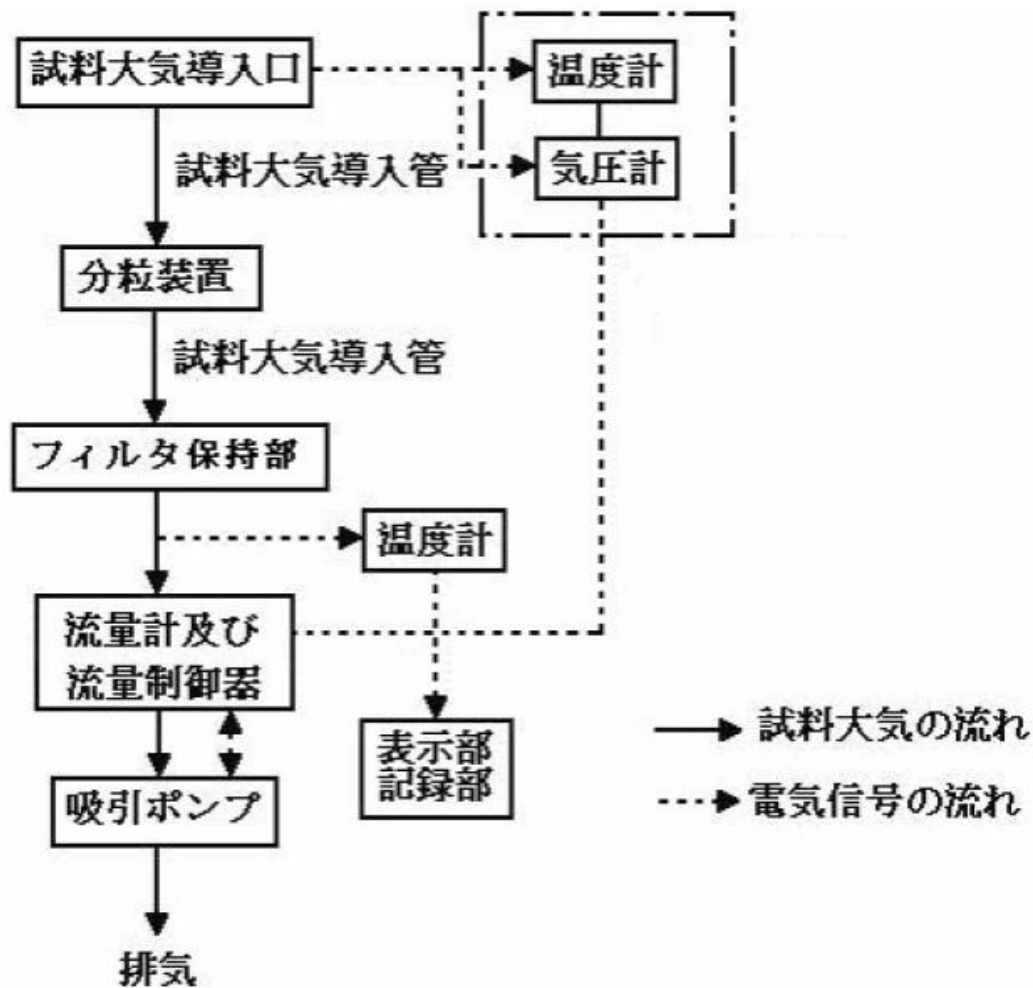 試料大気導入口
温度計
試料大気導入管
気圧計
分粒装置
試料大気導入管
フィルタ保持部
温度計
流量計及び
流量制御器
表示部
記録部
試料大気の流れ
吸引ポンプ
電気信号の流れ
排気